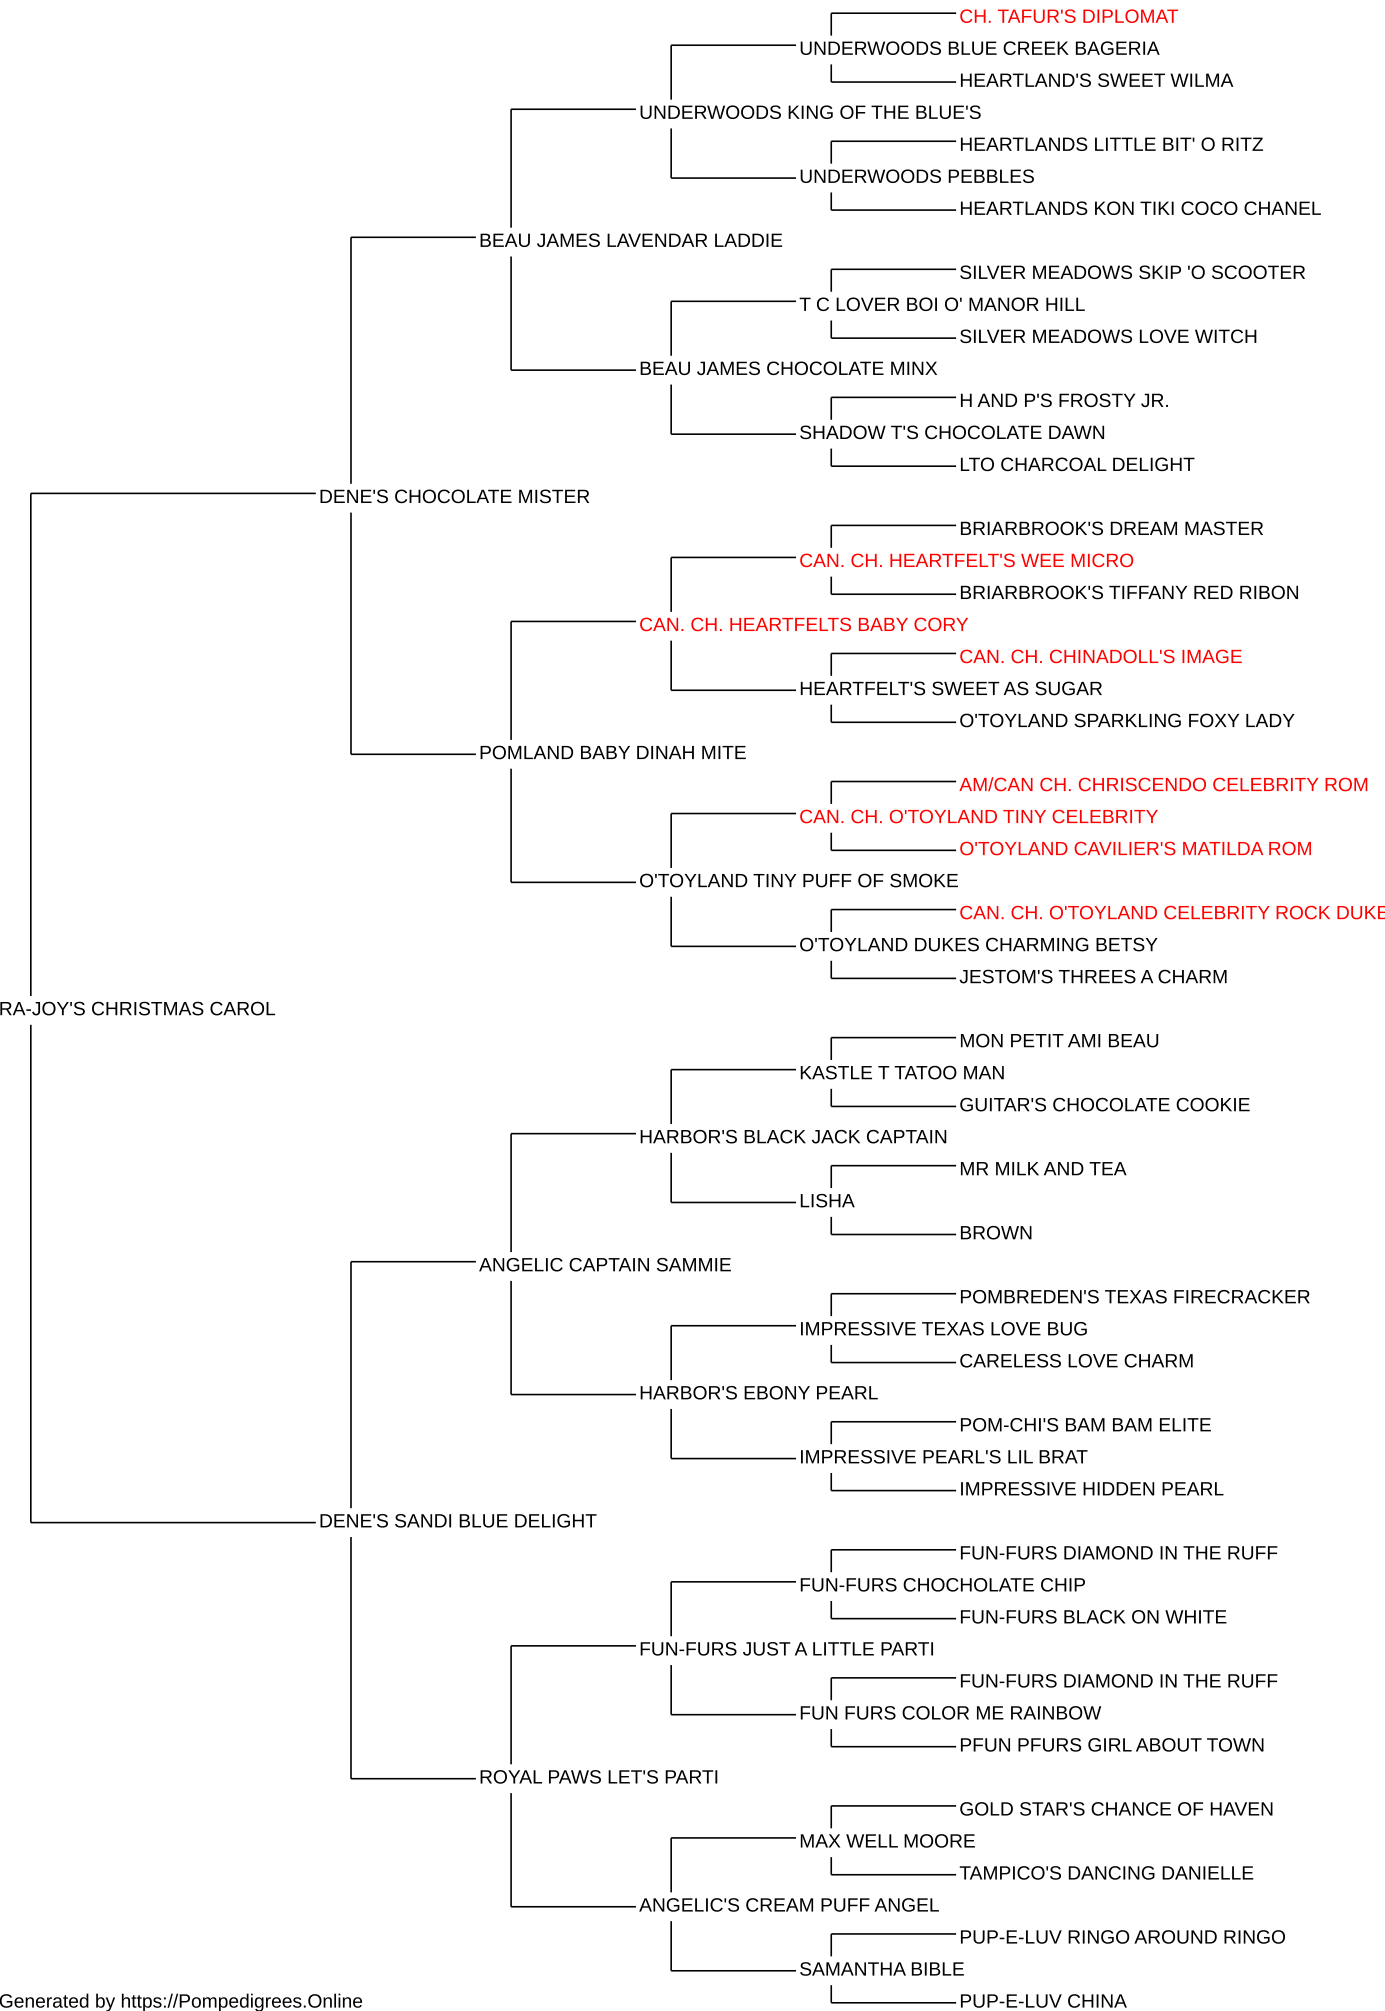 CH. TAFUR'S DIPLOMAT
UNDERWOODS BLUE CREEK BAGERIA
HEARTLAND'S SWEET WILMA
UNDERWOODS KING OF THE BLUE'S
HEARTLANDS LITTLE BIT' O RITZ
UNDERWOODS PEBBLES
HEARTLANDS KON TIKI COCO CHANEL
BEAU JAMES LAVENDAR LADDIE
SILVER MEADOWS SKIP 'O SCOOTER
T C LOVER BOI O' MANOR HILL
SILVER MEADOWS LOVE WITCH
BEAU JAMES CHOCOLATE MINX
H AND P'S FROSTY JR.
SHADOW T'S CHOCOLATE DAWN
LTO CHARCOAL DELIGHT
DENE'S CHOCOLATE MISTER
BRIARBROOK'S DREAM MASTER
CAN. CH. HEARTFELT'S WEE MICRO
BRIARBROOK'S TIFFANY RED RIBON
CAN. CH. HEARTFELTS BABY CORY
CAN. CH. CHINADOLL'S IMAGE
HEARTFELT'S SWEET AS SUGAR
O'TOYLAND SPARKLING FOXY LADY
POMLAND BABY DINAH MITE
AM/CAN CH. CHRISCENDO CELEBRITY ROM
CAN. CH. O'TOYLAND TINY CELEBRITY
O'TOYLAND CAVILIER'S MATILDA ROM
O'TOYLAND TINY PUFF OF SMOKE
CAN. CH. O'TOYLAND CELEBRITY ROCK DUKE
O'TOYLAND DUKES CHARMING BETSY
JESTOM'S THREES A CHARM
RA-JOY'S CHRISTMAS CAROL
MON PETIT AMI BEAU
KASTLE T TATOO MAN
GUITAR'S CHOCOLATE COOKIE
HARBOR'S BLACK JACK CAPTAIN
MR MILK AND TEA
LISHA
BROWN
ANGELIC CAPTAIN SAMMIE
POMBREDEN'S TEXAS FIRECRACKER
IMPRESSIVE TEXAS LOVE BUG
CARELESS LOVE CHARM
HARBOR'S EBONY PEARL
POM-CHI'S BAM BAM ELITE
IMPRESSIVE PEARL'S LIL BRAT
IMPRESSIVE HIDDEN PEARL
DENE'S SANDI BLUE DELIGHT
FUN-FURS DIAMOND IN THE RUFF
FUN-FURS CHOCHOLATE CHIP
FUN-FURS BLACK ON WHITE
FUN-FURS JUST A LITTLE PARTI
FUN-FURS DIAMOND IN THE RUFF
FUN FURS COLOR ME RAINBOW
PFUN PFURS GIRL ABOUT TOWN
ROYAL PAWS LET'S PARTI
GOLD STAR'S CHANCE OF HAVEN
MAX WELL MOORE
TAMPICO'S DANCING DANIELLE
ANGELIC'S CREAM PUFF ANGEL
PUP-E-LUV RINGO AROUND RINGO
SAMANTHA BIBLE
PUP-E-LUV CHINA
Generated by https://Pompedigrees.Online